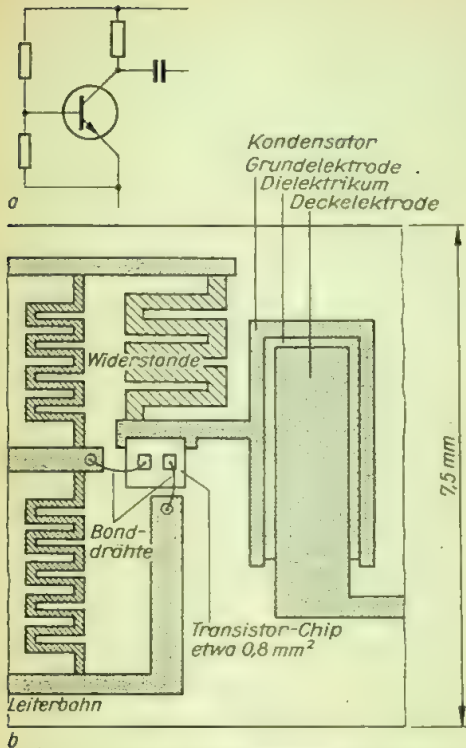 a
Kondensator
Grundelektrode
Dielektrikum
Deckelektrode
Widerstände
7,5 mm
Bond-
drähte
Transistor-Chip
etwa 0,8 mm²
Leiterbahn
b